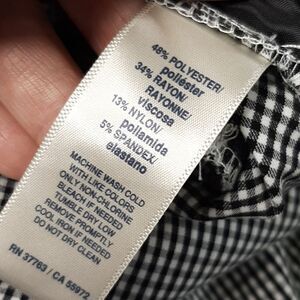 48% POLYESTER/
poliéster
34% RAYON/
RAYONNE/
viscosa
13% NYLON/
poliamida
5% SPANDEX/
elastano
MACHINE WASH COLD
WITH LIKE COLORS
ONLY NON-CHLORINE
BLEACH IF NEEDED
TUMBLE DRY LOW
REMOVE PROMPTLY
COOL IRON IF NEEDED
DO NOT DRY CLEAN
RN 37763 / CA 55972